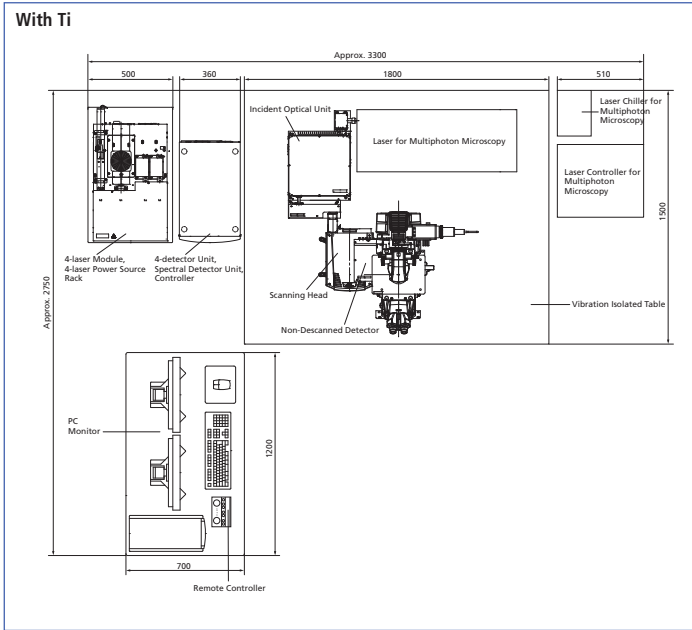 With Ti
Approx. 3300
500
360
1800
510
Incident Optical Unit
Laser for Multiphoton Microscopy
Laser Chiller for
Multiphoton
Microscopy
Laser Controller for
Multiphoton
Microscopy
1500
Approx. 2750
4-laser Module,
4-laser Power Source
Rack
4-detector Unit,
Spectral Detector Unit,
Controller
Scanning Head
Non-Descanned Detector
Vibration Isolated Table
PC
Monitor
1200
700
Remote Controller